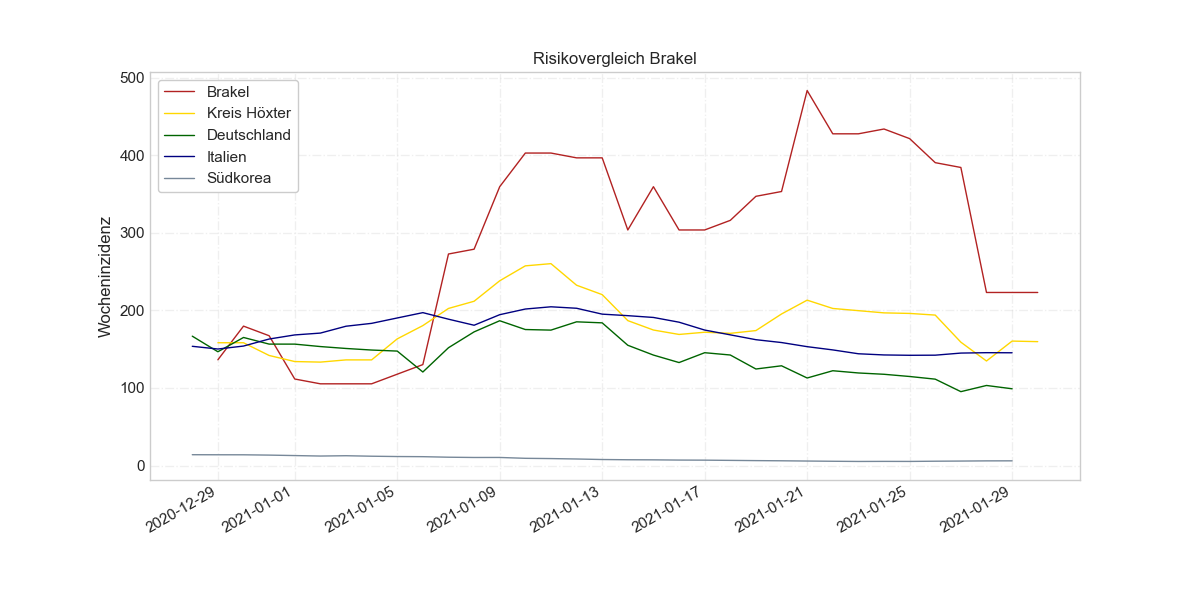 Risikovergleich Brakel
Wocheninzidenz
500
400
300
200
100
0
Brakel
Kreis Höxter
Deutschland
Italien
Südkorea
2020-12-29
2021-01-01
2021-01-05
2021-01-09
2021-01-13
2021-01-17
2021-01-21
2021-01-25
2021-01-29